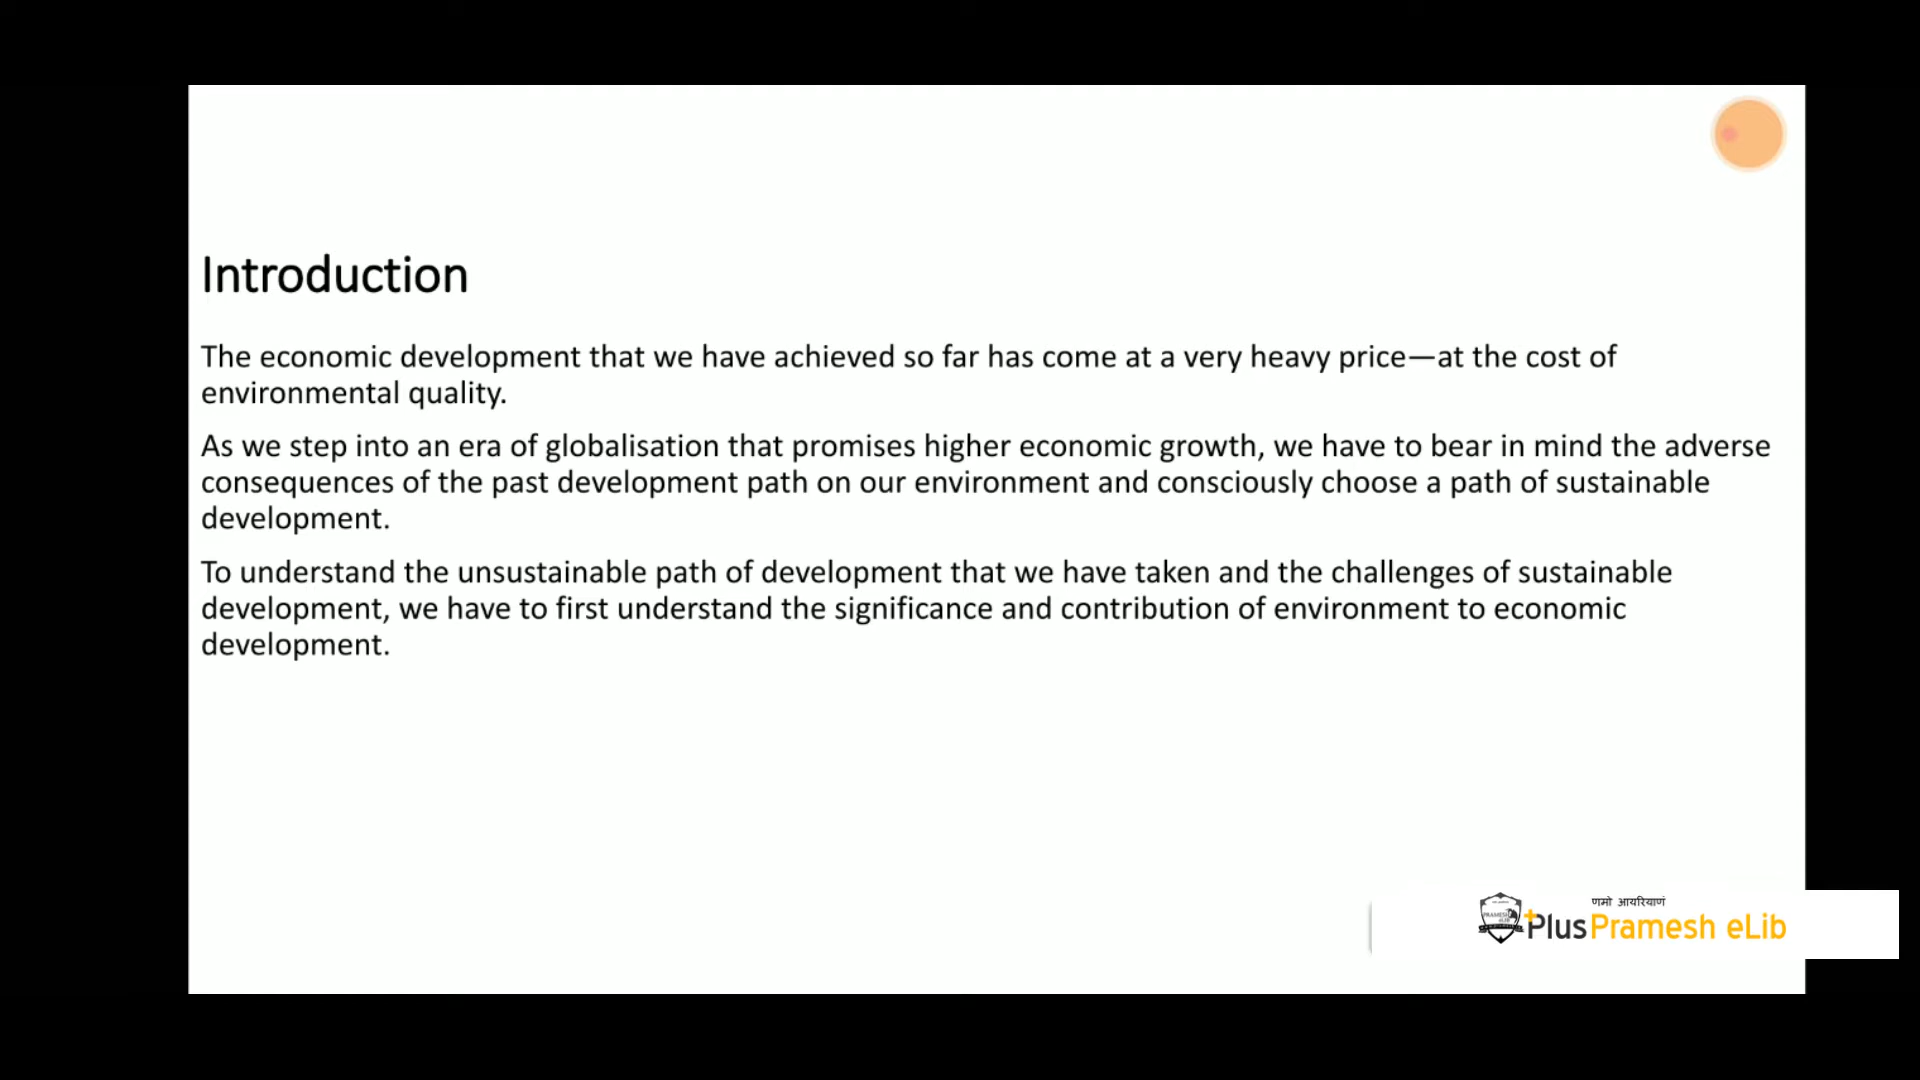 Introduction
The economic development that we have achieved so far has come at a very heavy price—at the cost of
environmental quality.
As we step into an era of globalisation that promises higher economic growth, we have to bear in mind the adverse
consequences of the past development path on our environment and consciously choose a path of sustainable
development.
To understand the unsustainable path of development that we have taken and the challenges of sustainable
development, we have to first understand the significance and contribution of environment to economic
development.
णमो आयरियाणं
PlusPramesh eLib